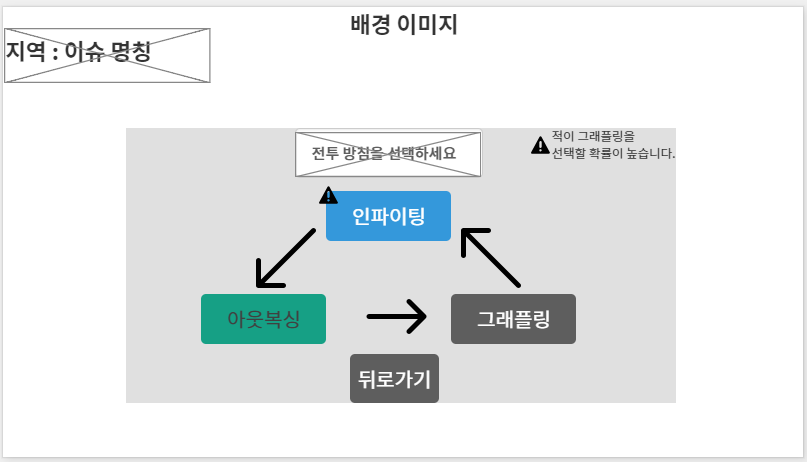 배경 이미지
지역 : 이슈 명칭
전투 방침을 선택하세요
적이 그래플링을
선택할 확률이 높습니다.
인파이팅
아웃복싱
그래플링
뒤로가기